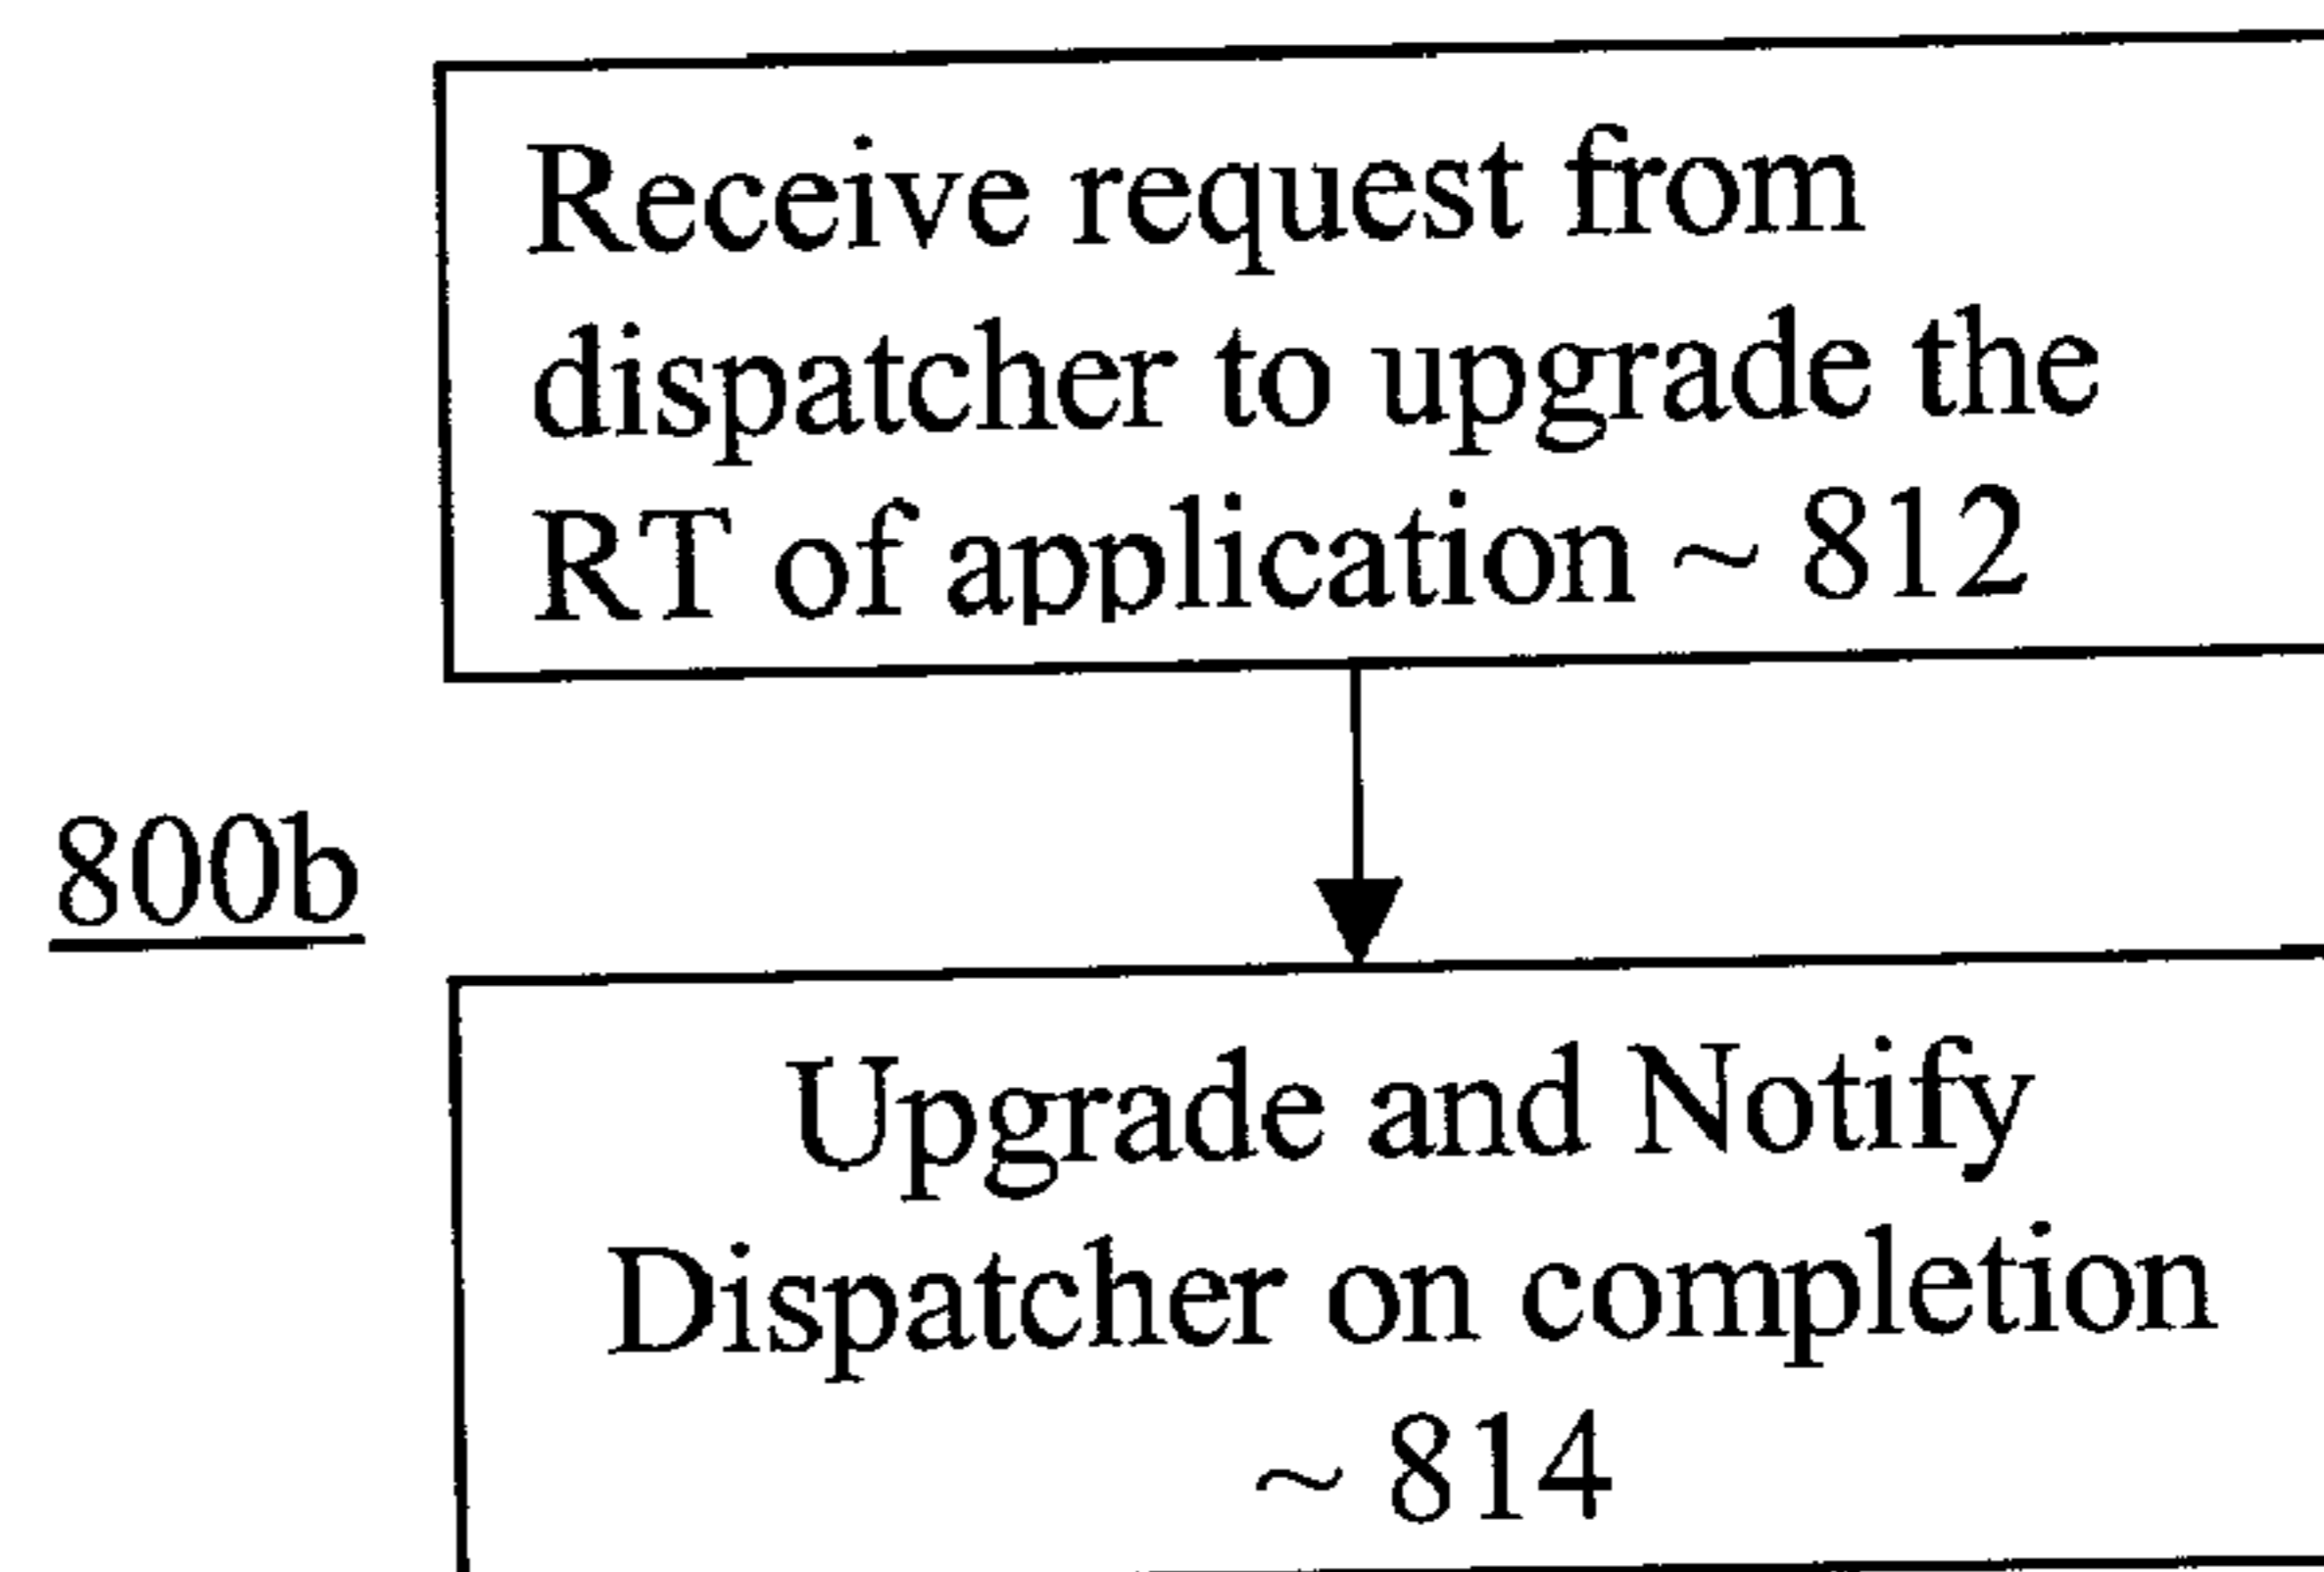 Receive request from
dispatcher to upgrade the
RT of application ~ 812
800b
Upgrade and Notify
Dispatcher on completion
~ 814